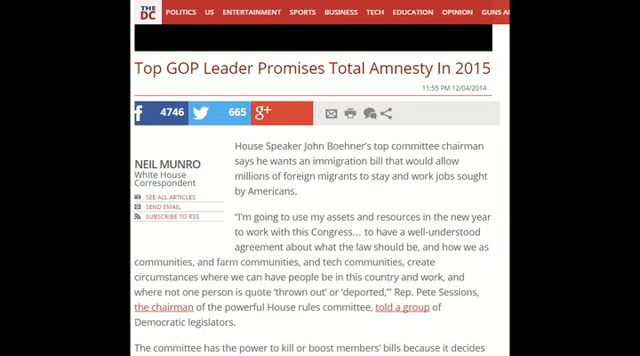 THE
DC
POLITICS US ENTERTAINMENT SPORTS BUSINESS TECH EDUCATION OPINION GUNS
Top GOP Leader Promises Total Amnesty In 2015
11:55 PM 12/04/2014
f 4746 665 g+
NEIL MUNRO
White House
Correspondent
SEE ALL ARTICLES
SEND EMAIL
SUBSCRIBE TO RSS
House Speaker John Boehner’s top committee chairman
says he wants an immigration bill that would allow
millions of foreign migrants to stay and work jobs sought
by Americans.
“I’m going to use my assets and resources in the new year
to work with this Congress… to have a well-understood
agreement about what the law should be, and how we as
communities, and farm communities, and tech communities, create
circumstances where we can have people be in this country and work, and
where not one person is quote ‘thrown out’ or ‘deported,’” Rep. Pete Sessions,
the chairman of the powerful House rules committee, told a group of
Democratic legislators.
The committee has the power to kill or boost members’ bills because it decides